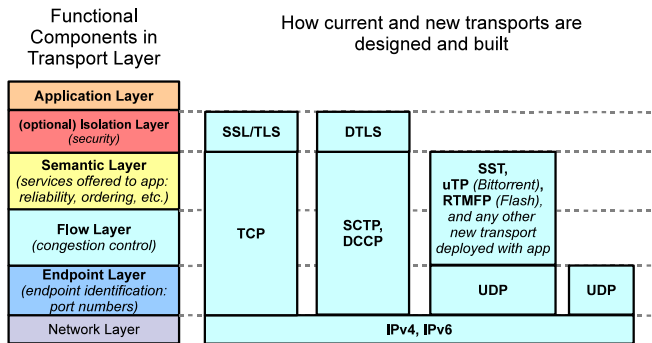 Functional
Components in
Transport Layer
How current and new transports are
designed and built
Application Layer
(optional) Isolation Layer
(security)
Semantic Layer
(services offered to app:
reliability, ordering, etc.)
Flow Layer
(congestion control)
Endpoint Layer
(endpoint identification:
port numbers)
Network Layer
SSL/TLS
TCP
DTLS
SCTP,
DCCP
SST,
uTP (Bittorrent),
RTMFP (Flash),
and any other
new transport
deployed with app
UDP
UDP
IPv4, IPv6